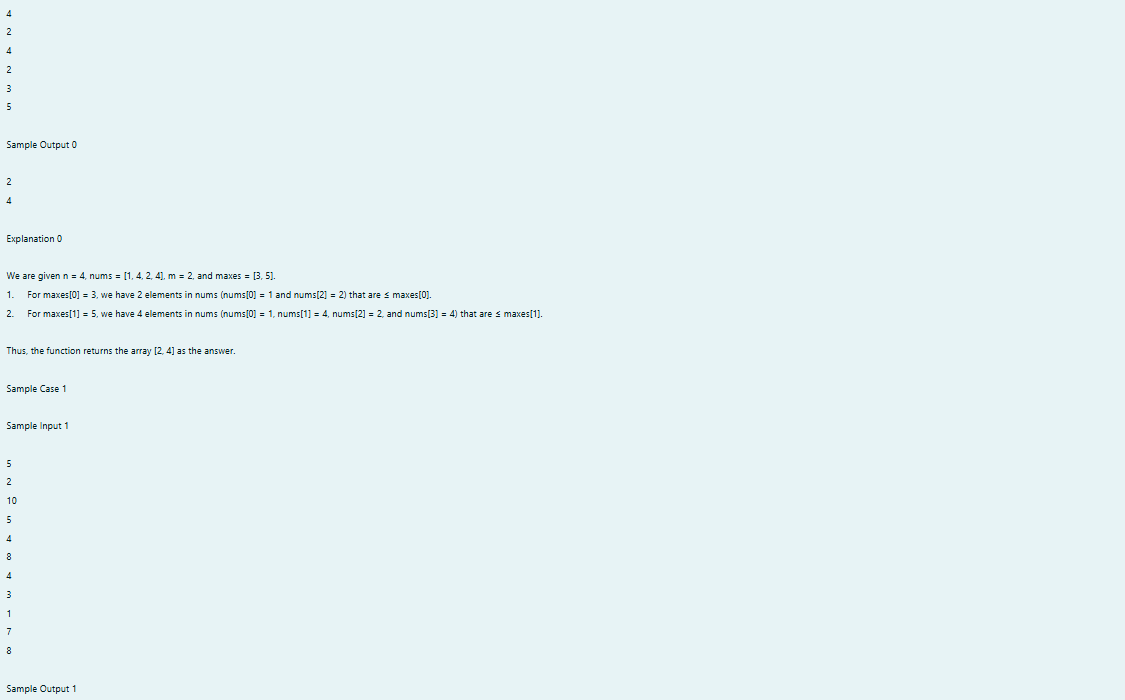 4
2
4
2
3
5
Sample Output 0
2
4
Explanation 0
We are given n = 4, nums = [1, 4, 2, 4], m = 2, and maxes = [3, 5].
1. For maxes[0] = 3, we have 2 elements in nums (nums[0] = 1 and nums[2] = 2) that are ≤ maxes[0].
2. For maxes[1] = 5, we have 4 elements in nums (nums[0] = 1, nums[1] = 4, nums[2] = 2, and nums[3] = 4) that are ≤ maxes[1].
Thus, the function returns the array [2, 4] as the answer.
Sample Case 1
Sample Input 1
5
2
10
5
4
8
4
3
1
7
8
Sample Output 1